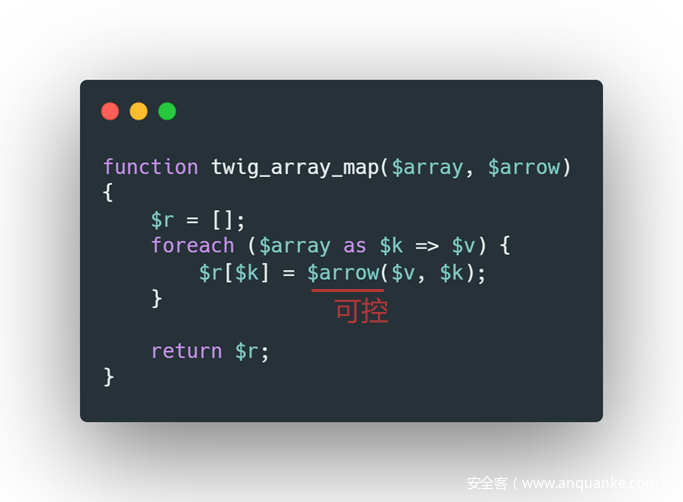 function twig_array_map($array, $arrow)
{
    $r = [];
    foreach ($array as $k => $v) {
        $r[$k] = $arrow($v, $k);
    }
可控
    return $r;
}
安全客 ( www.anquanke.com )